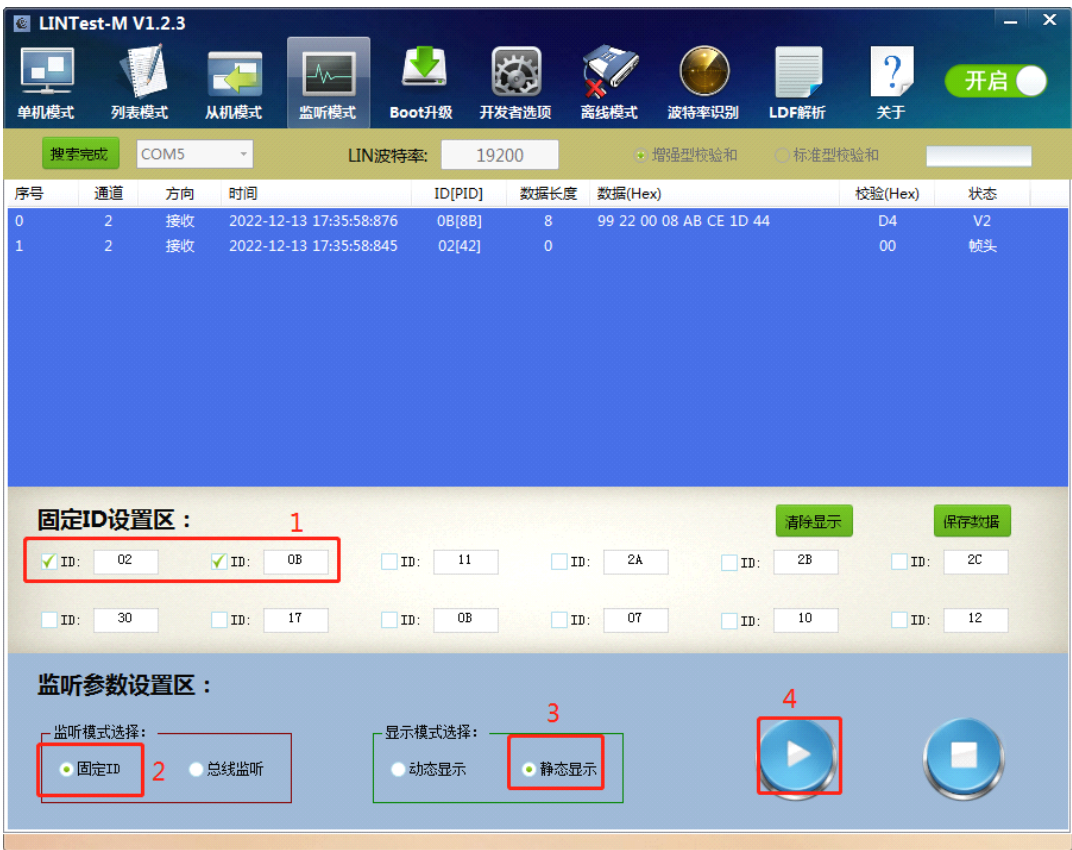 LINTest-M V1.2.3
单机模式 列表模式 从机模式 监听模式 Boot升级 开发者选项 离线模式 波特率识别 LDF解析 关于 开启
搜索完成 COM5 LIN波特率: 19200 增强型校验和 标准型校验和
序号 通道 方向 时间 ID[PID] 数据长度 数据(Hex) 校验(Hex) 状态
0 2 接收 2022-12-13 17:35:58:876 0B[8B] 8 99 22 00 08 AB CE 1D 44 D4 V2
1 2 接收 2022-12-13 17:35:58:845 02[42] 0 00 帧头
固定ID设置区： 1 清除显示 保存数据
ID: 02 ID: 0B ID: 11 ID: 2A ID: 2B ID: 2C
ID: 30 ID: 17 ID: 0B ID: 07 ID: 10 ID: 12
监听参数设置区：
监听模式选择: 显示模式选择: 3 4
固定ID 2 总线监听 动态显示 静态显示